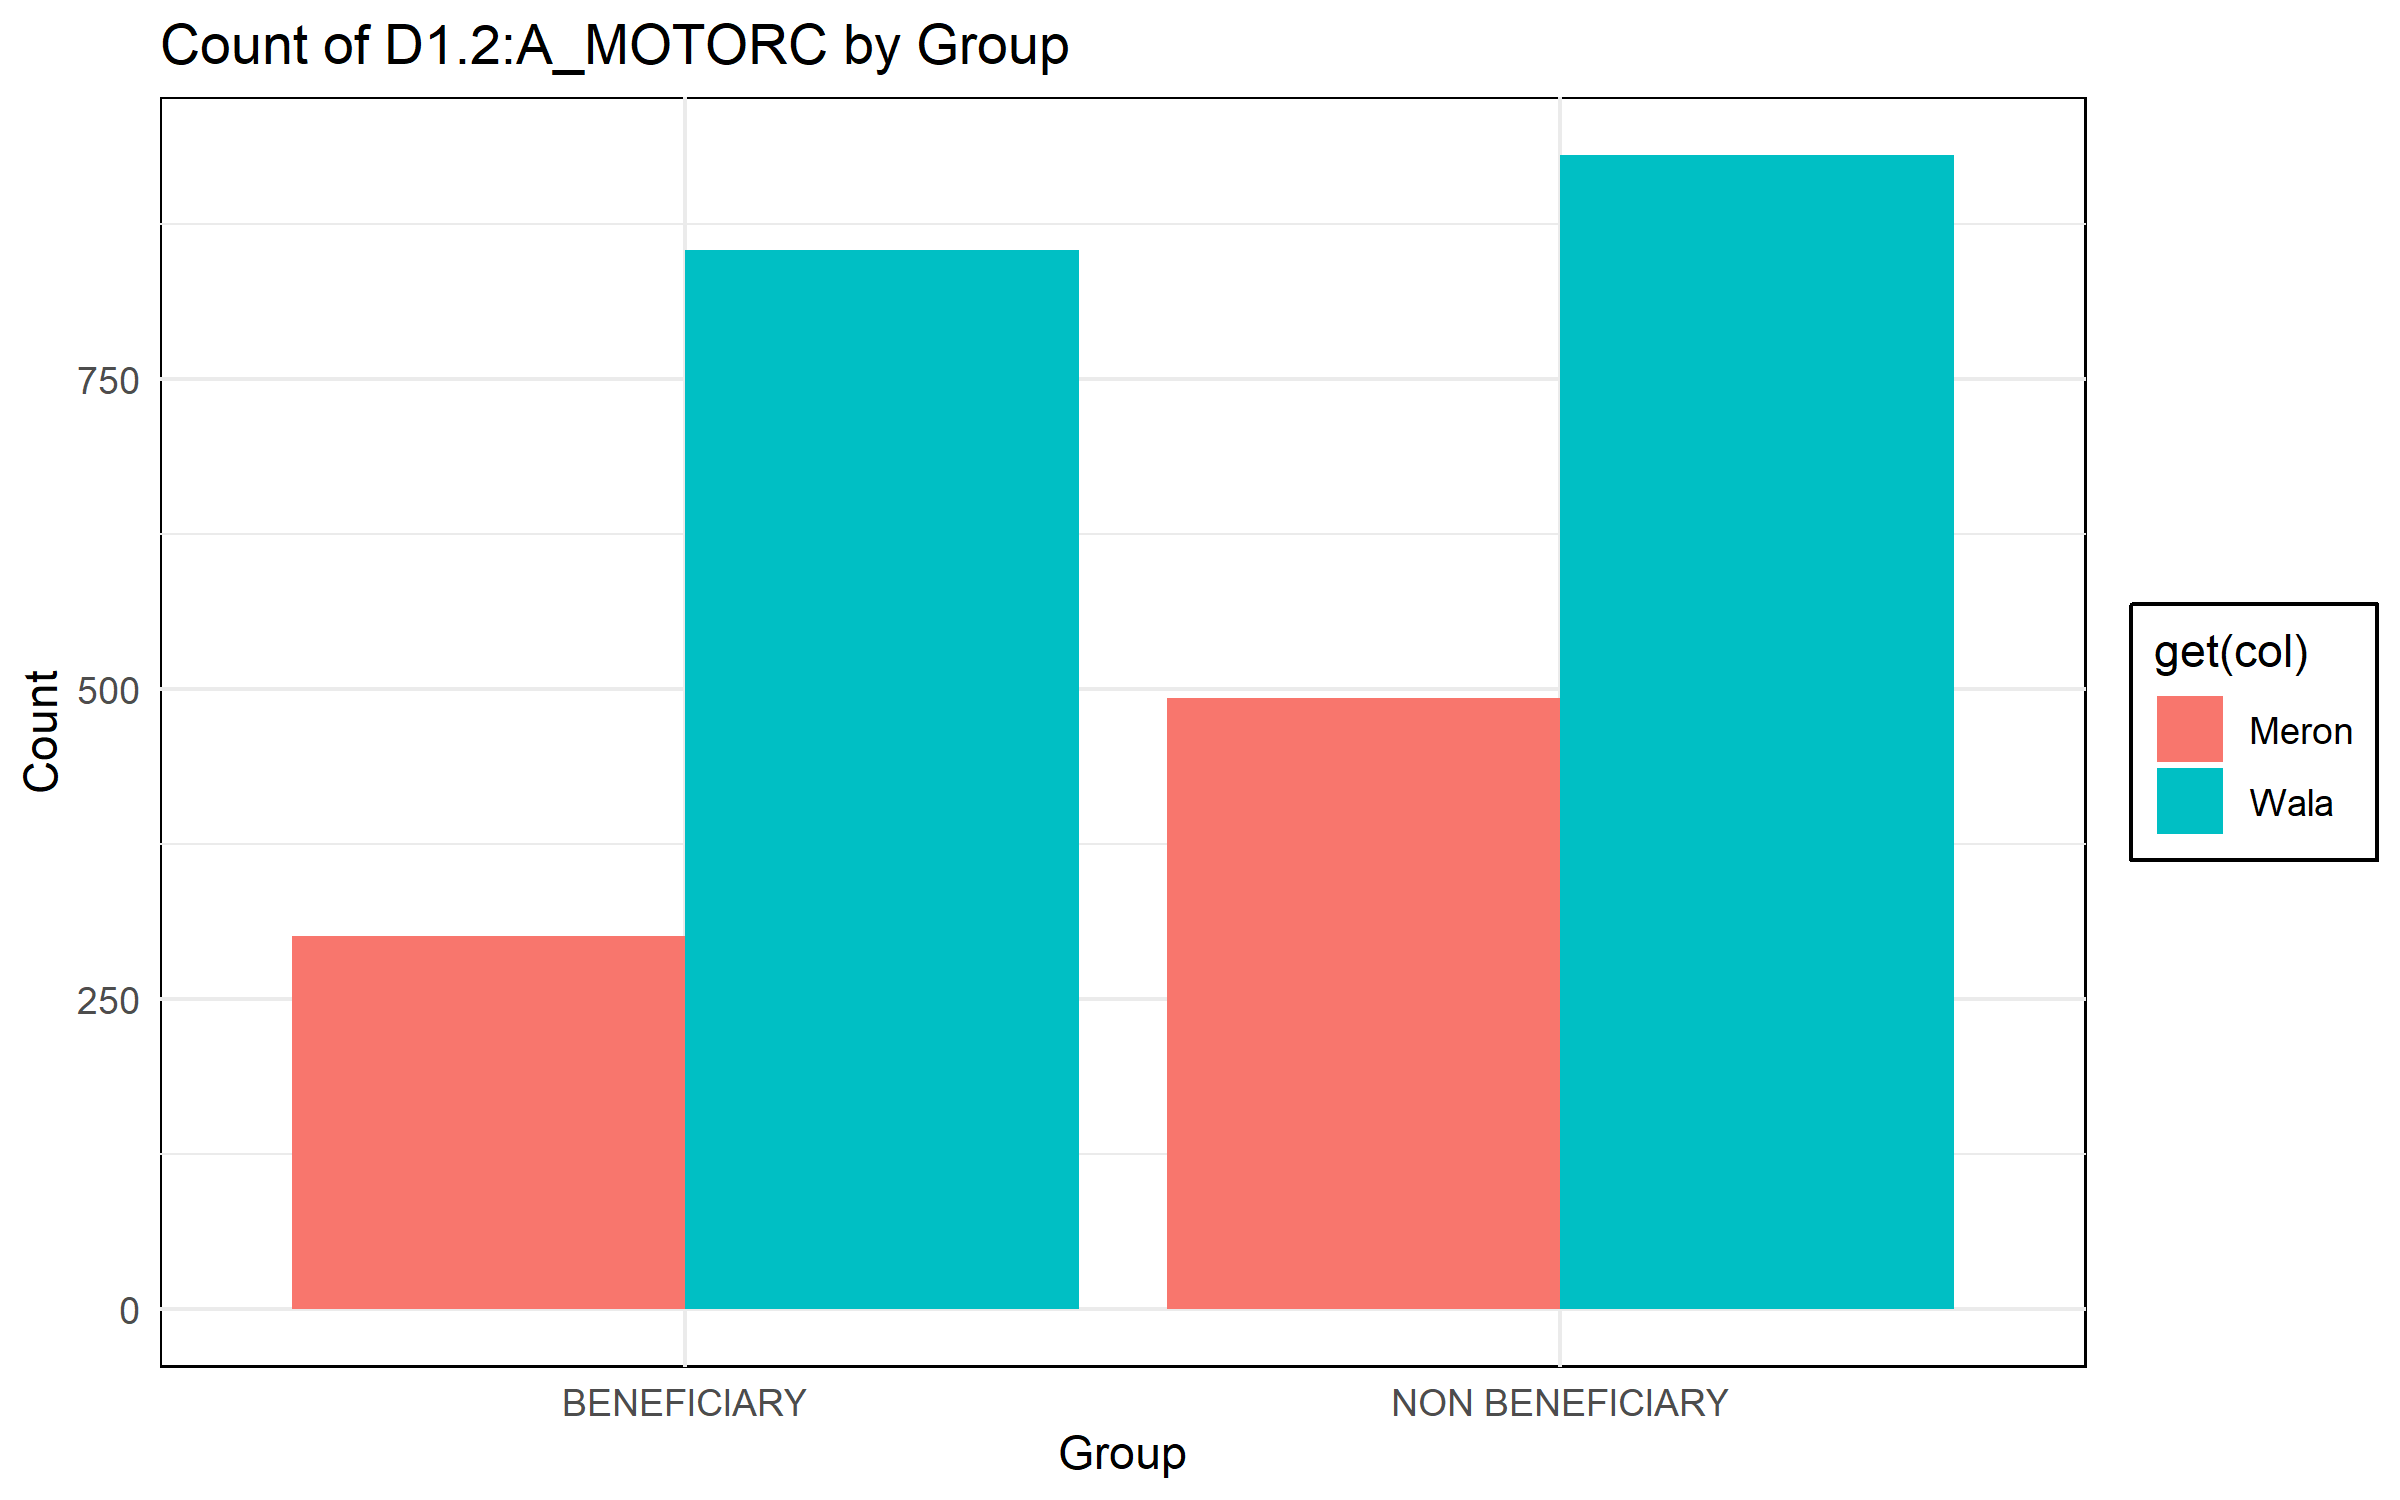 Count of D1.2:A_MOTORC by Group
Count
750
500
250
0
BENEFICIARY
NON BENEFICIARY
Group
get(col)
Meron
Wala